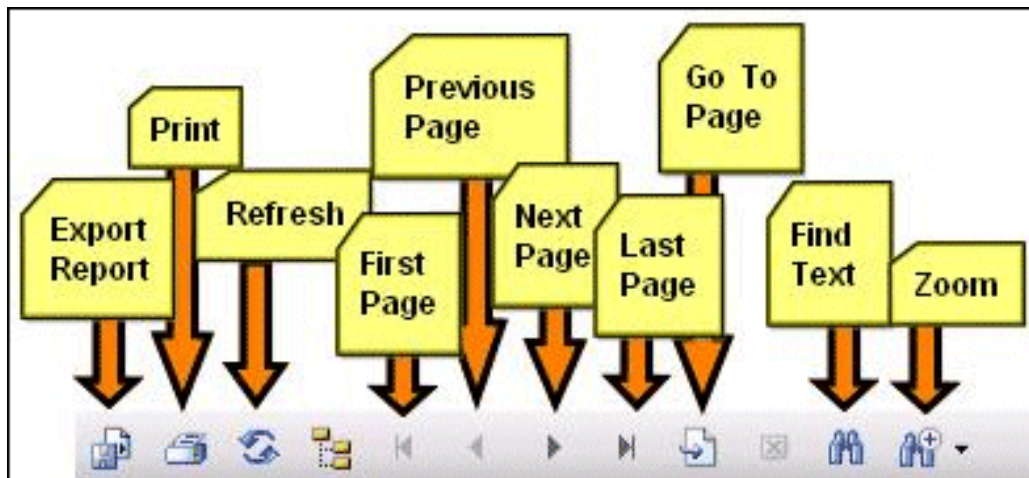 Export
Report
Print
Refresh
First
Page
Previous
Page
Next
Page
Last
Page
Go To
Page
Find
Text
Zoom